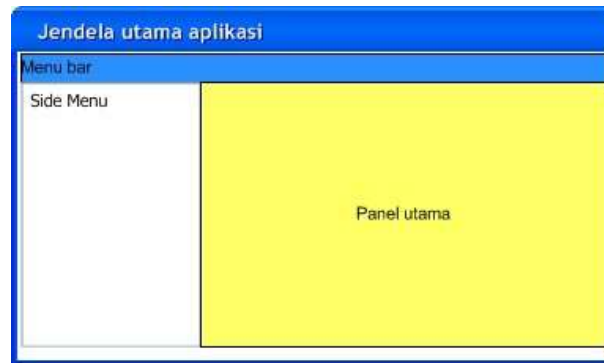 Jendela utama aplikasi
Menu bar
Side Menu
Panel utama